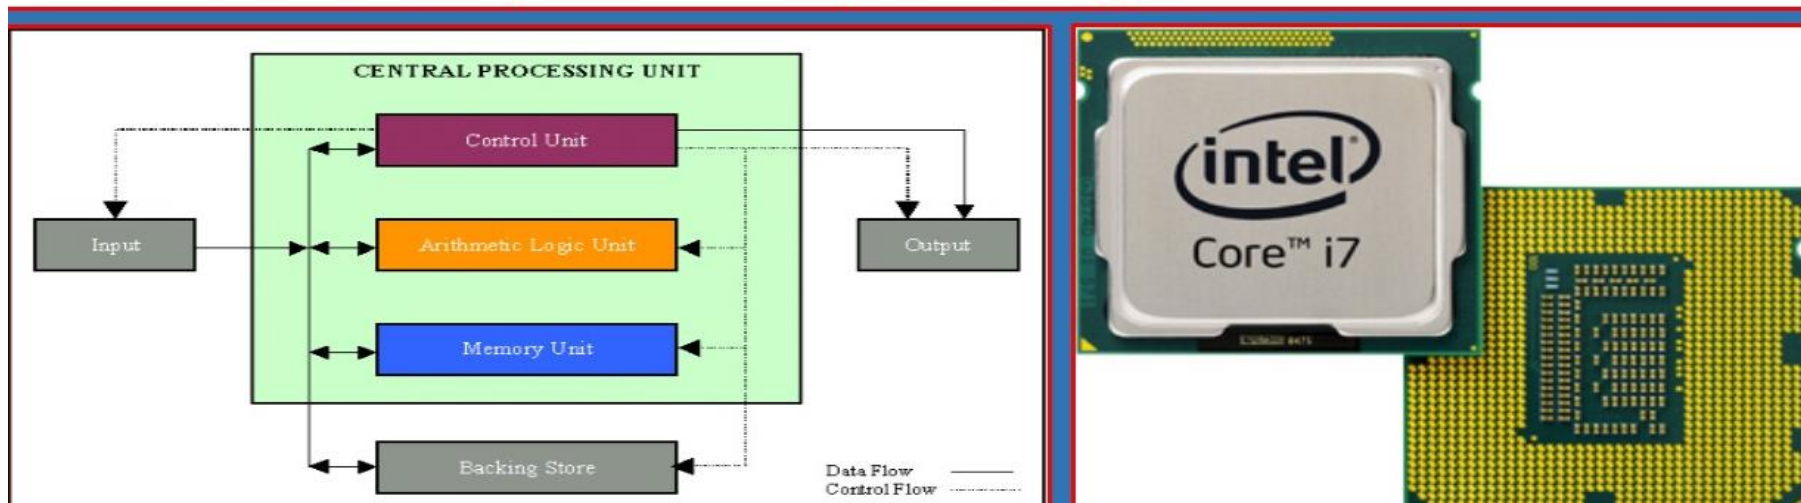 CENTRAL PROCESSING UNIT
Control Unit
Input
Arithmetic Logic Unit
Output
Memory Unit
Backing Store
Data Flow
Control Flow
intel
Core™ i7